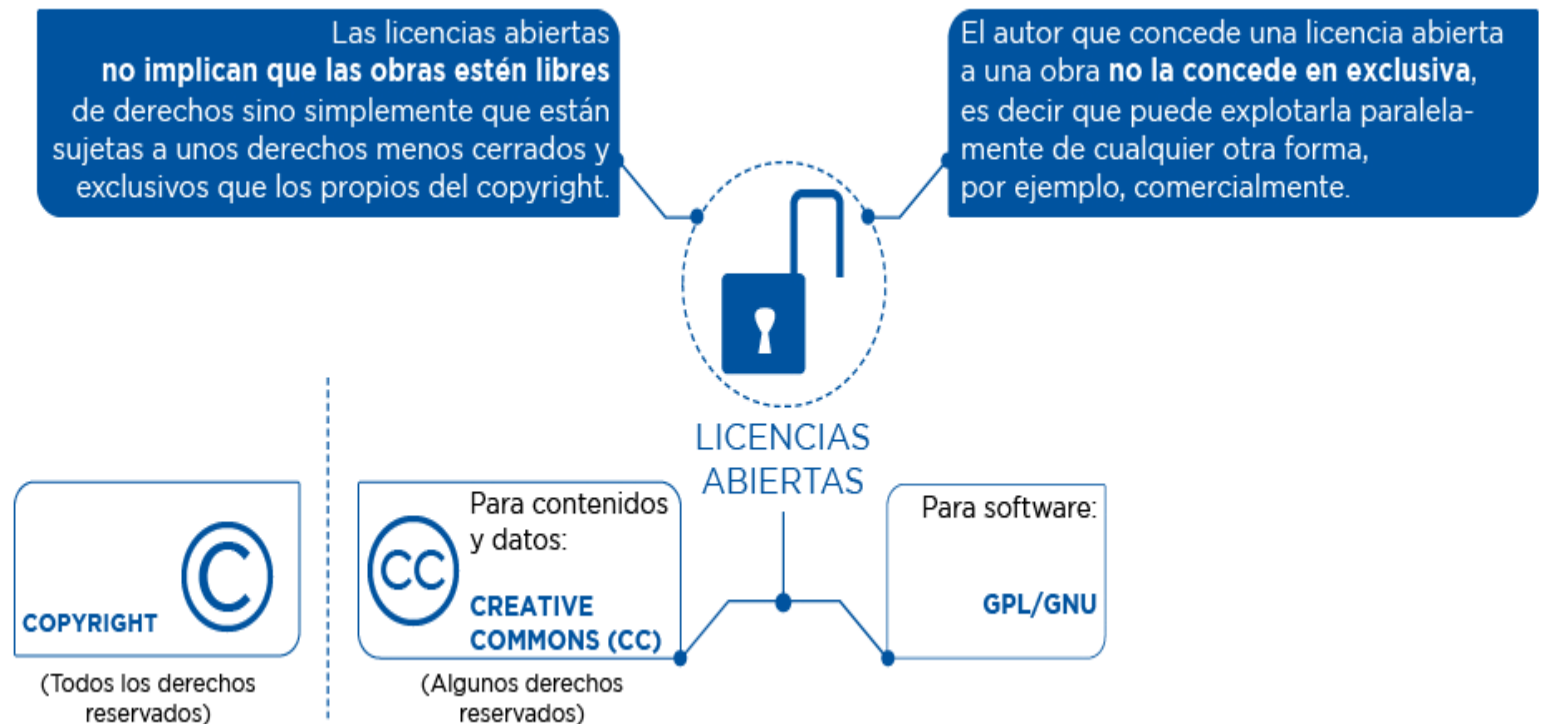 Las licencias abiertas
no implican que las obras estén libres
de derechos sino simplemente que están
sujetas a unos derechos menos cerrados y
exclusivos que los propios del copyright.
El autor que concede una licencia abierta
a una obra no la concede en exclusiva,
es decir que puede explotarla paralela-
mente de cualquier otra forma,
por ejemplo, comercialmente.
LICENCIAS
ABIERTAS
C
COPYRIGHT
(Todos los derechos
reservados)
CC
Para contenidos
y datos:
CREATIVE
COMMONS (CC)
(Algunos derechos
reservados)
Para software:
GPL/GNU